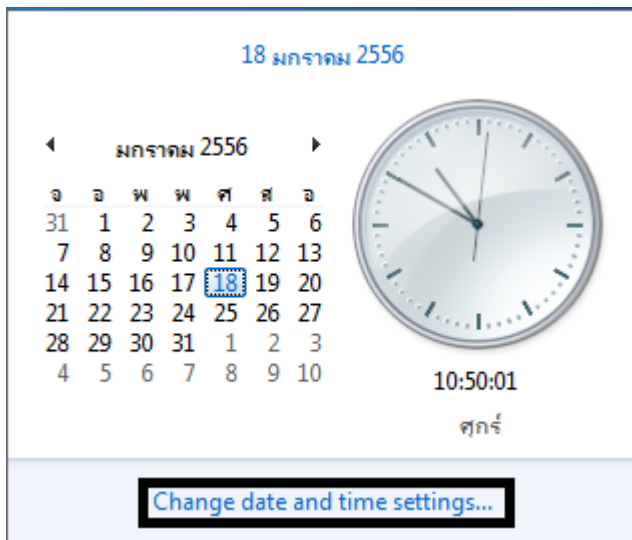 18 มกราคม 2556
มกราคม 2556
จ อ พ พ ศ ส อ
31 1 2 3 4 5 6
7 8 9 10 11 12 13
14 15 16 17 18 19 20
21 22 23 24 25 26 27
28 29 30 31 1 2 3
4 5 6 7 8 9 10
10:50:01
ศุกร์
Change date and time settings...